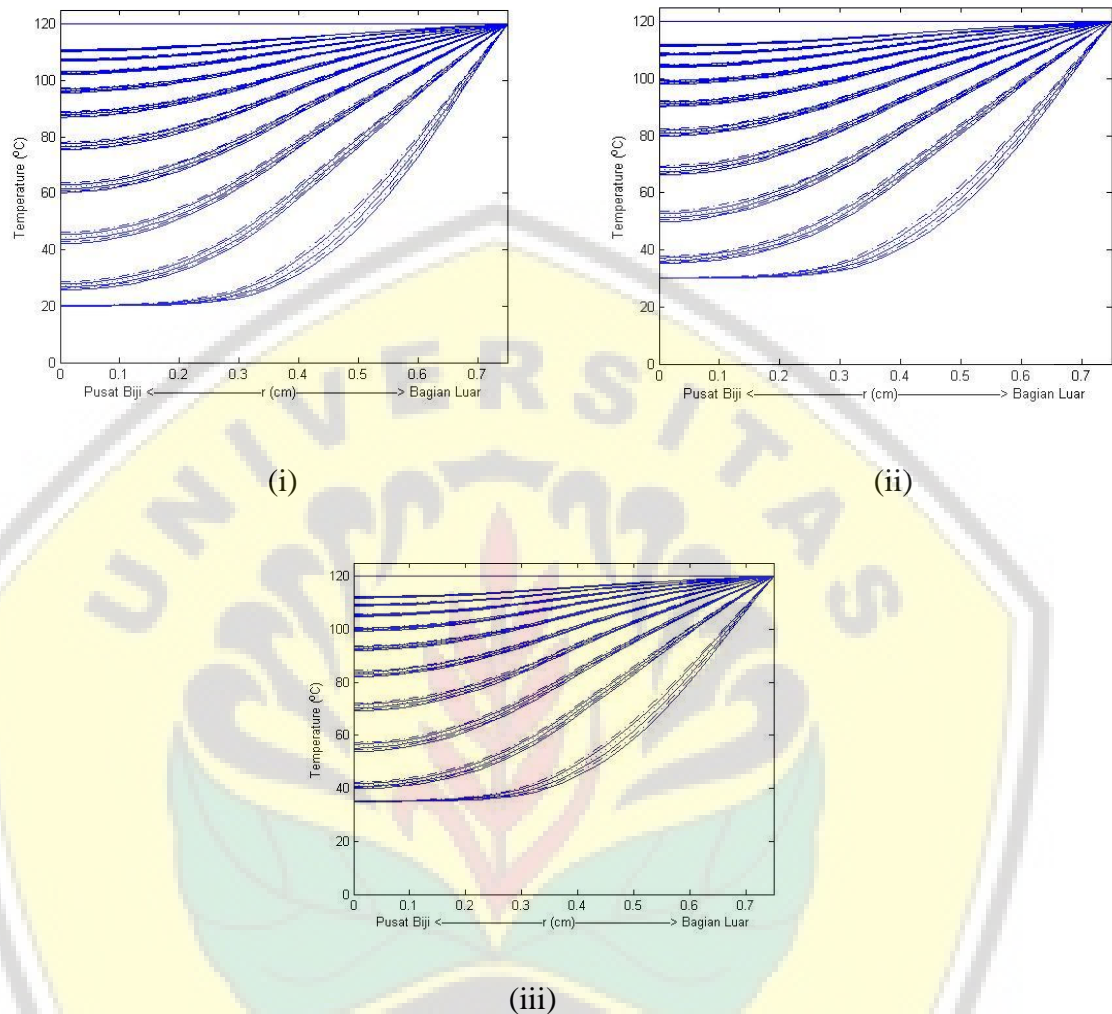 120
100
80
60
40
20
0
Temperature (°C)
0 0.1 0.2 0.3 0.4 0.5 0.6 0.7
Pusat Biji <——————r (cm)——————> Bagian Luar
(i)
120
100
80
60
40
20
0
Temperature (°C)
0 0.1 0.2 0.3 0.4 0.5 0.6 0.7
Pusat Biji <——————r (cm)——————> Bagian Luar
(ii)
UNIVERSITAS
120
100
80
60
40
20
0
Temperature (°C)
0 0.1 0.2 0.3 0.4 0.5 0.6 0.7
Pusat Biji <——————r (cm)——————> Bagian Luar
(iii)